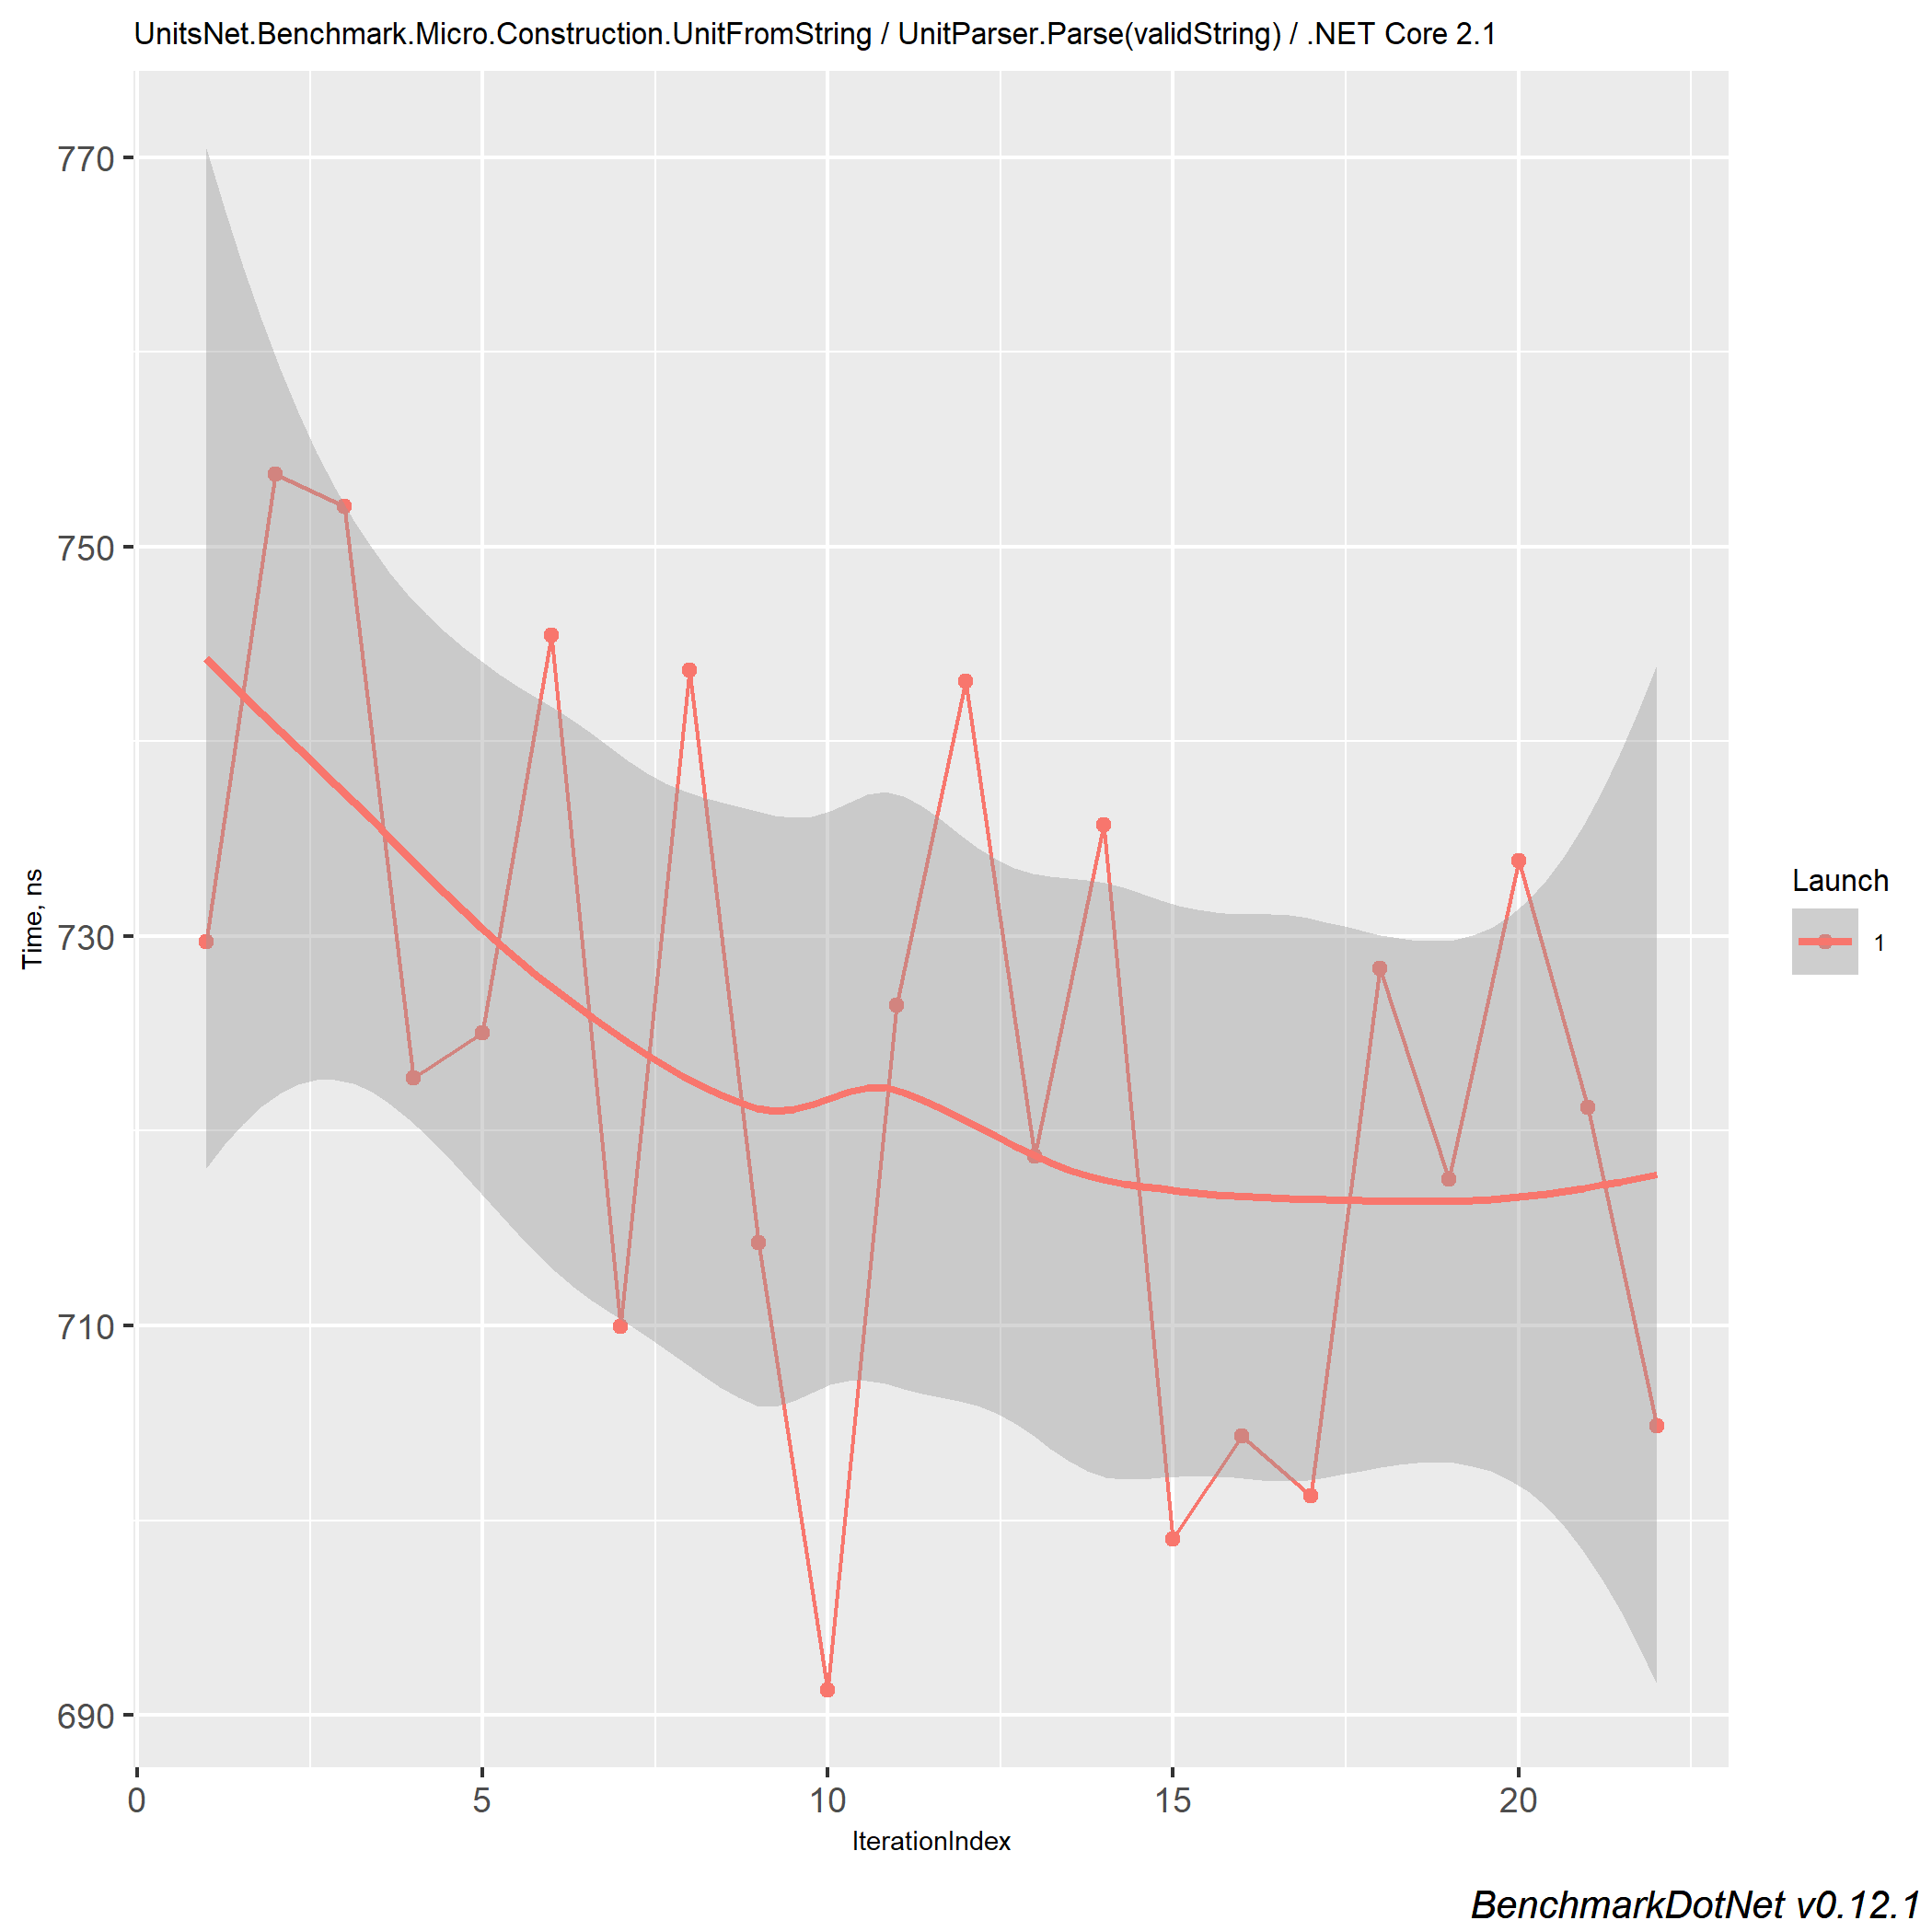 UnitsNet.Benchmark.Micro.Construction.UnitFromString / UnitParser.Parse(validString) / .NET Core 2.1
770
750
730
710
690
Time, ns
0 5 10 15 20
IterationIndex
Launch
1
BenchmarkDotNet v0.12.1